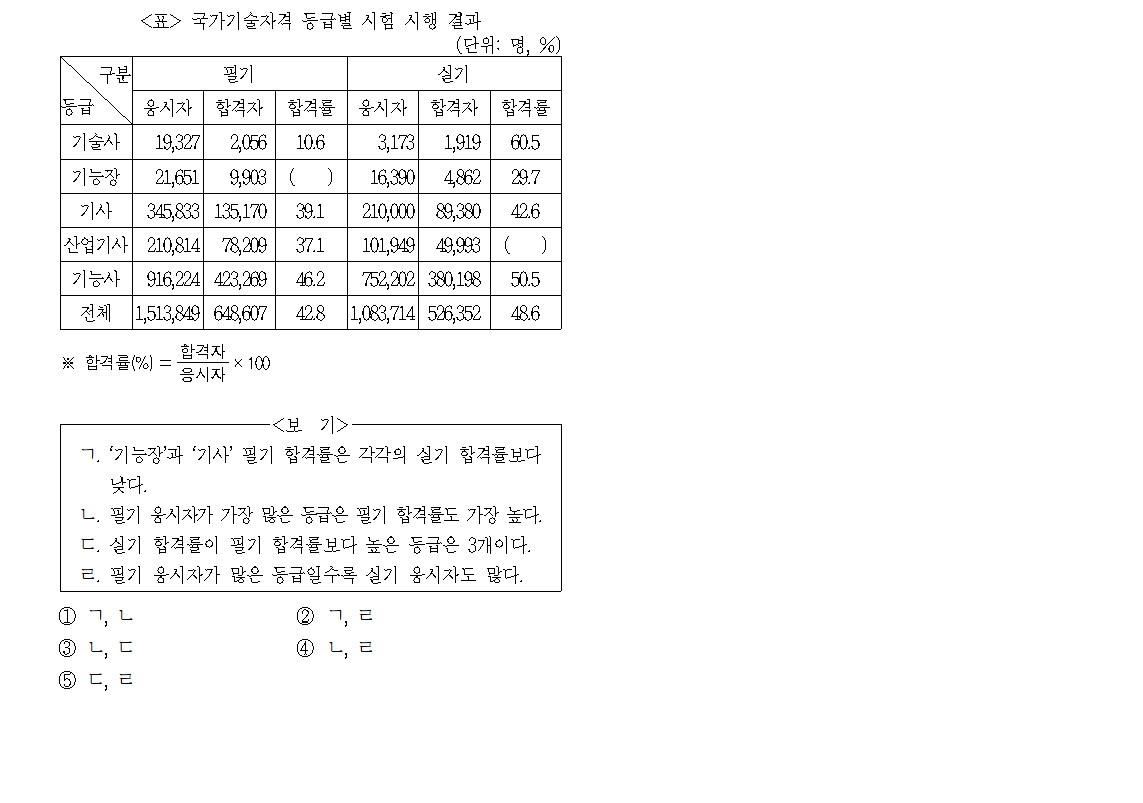 <표> 국가기술자격 등급별 시험 시행 결과
(단위: 명, %)
구분 필기 실기
등급 응시자 합격자 합격률 응시자 합격자 합격률
기술사 19,327 2,056 10.6 3,173 1,919 60.5
기능장 21,651 9,903 ( ) 16,390 4,862 29.7
기사 345,833 135,170 39.1 210,000 89,380 42.6
산업기사 210,814 78,209 37.1 101,949 49,993 ( )
기능사 916,224 423,269 46.2 752,202 380,198 50.5
전체 1,513,849 648,607 42.8 1,083,714 526,352 48.6
※ 합격률(%) = 합격자/응시자 × 100
<보 기>
ㄱ. ‘기능장’과 ‘기사’ 필기 합격률은 각각의 실기 합격률보다
낮다.
ㄴ. 필기 응시자가 가장 많은 등급은 필기 합격률도 가장 높다.
ㄷ. 실기 합격률이 필기 합격률보다 높은 등급은 3개이다.
ㄹ. 필기 응시자가 많은 등급일수록 실기 응시자도 많다.
① ㄱ, ㄴ ② ㄱ, ㄹ
③ ㄴ, ㄷ ④ ㄴ, ㄹ
⑤ ㄷ, ㄹ